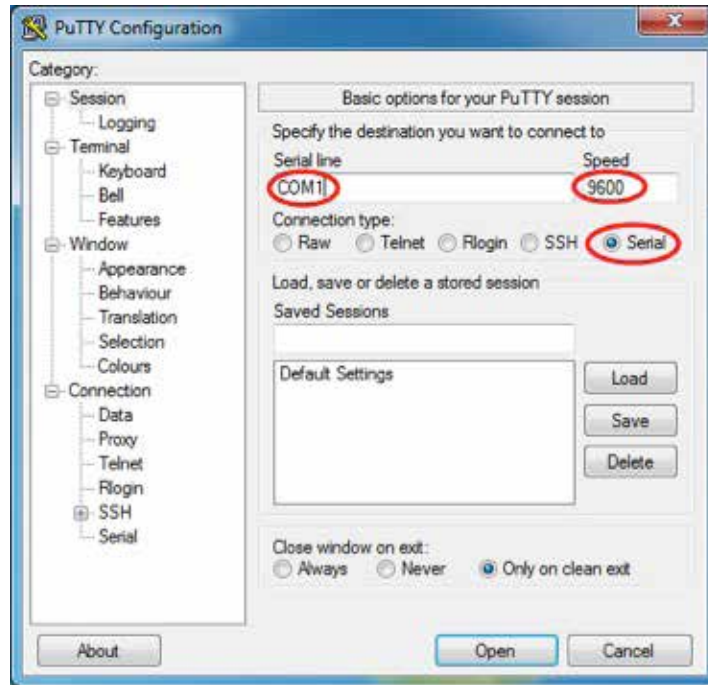 PuTTY Configuration
Category:
Session
Logging
Terminal
Keyboard
Bell
Features
Window
Appearance
Behaviour
Translation
Selection
Colours
Connection
Data
Proxy
Telnet
Rlogin
SSH
Serial
Basic options for your PuTTY session
Specify the destination you want to connect to
Serial line Speed
COM1 9600
Connection type:
Raw Telnet Rlogin SSH Serial
Load, save or delete a stored session
Saved Sessions
Default Settings
Load
Save
Delete
Close window on exit:
Always Never Only on clean exit
About Open Cancel